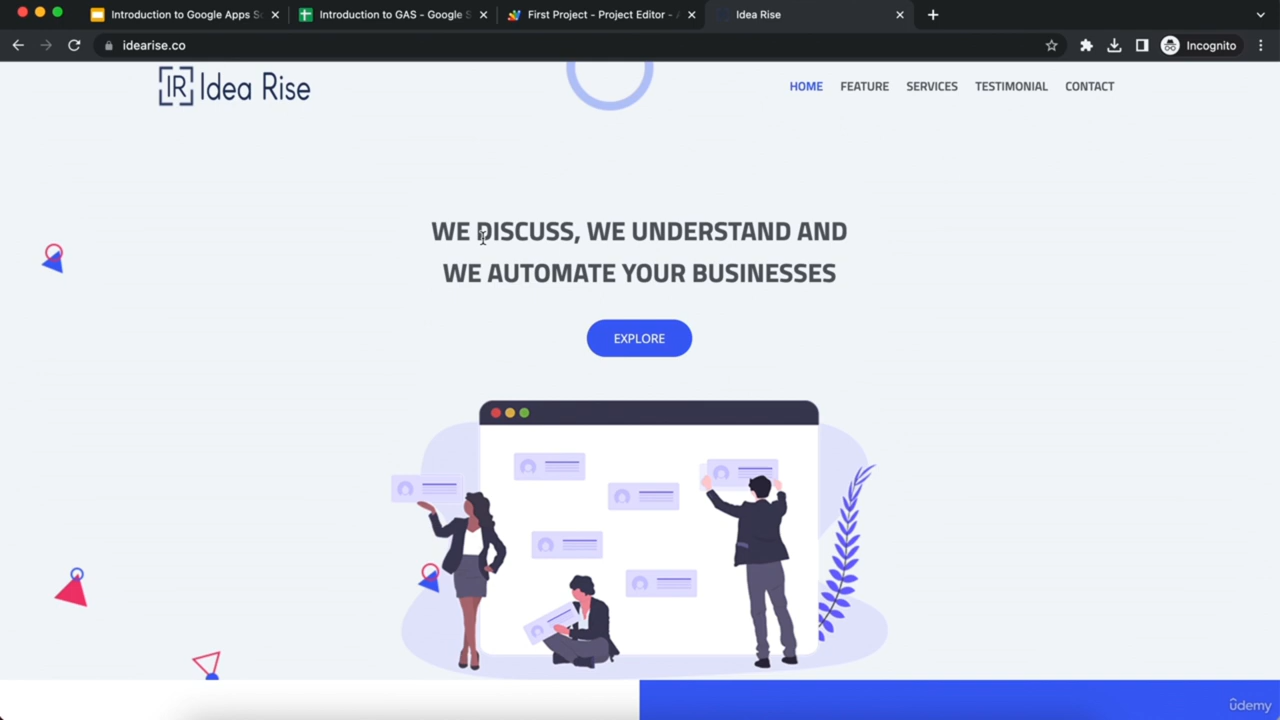 Introduction to Google Apps Sc
Introduction to GAS - Google S
First Project - Project Editor - A
Idea Rise
idearise.co
Incognito
IR Idea Rise
HOME
FEATURE
SERVICES
TESTIMONIAL
CONTACT
WE DISCUSS, WE UNDERSTAND AND
WE AUTOMATE YOUR BUSINESSES
EXPLORE
ûdemy